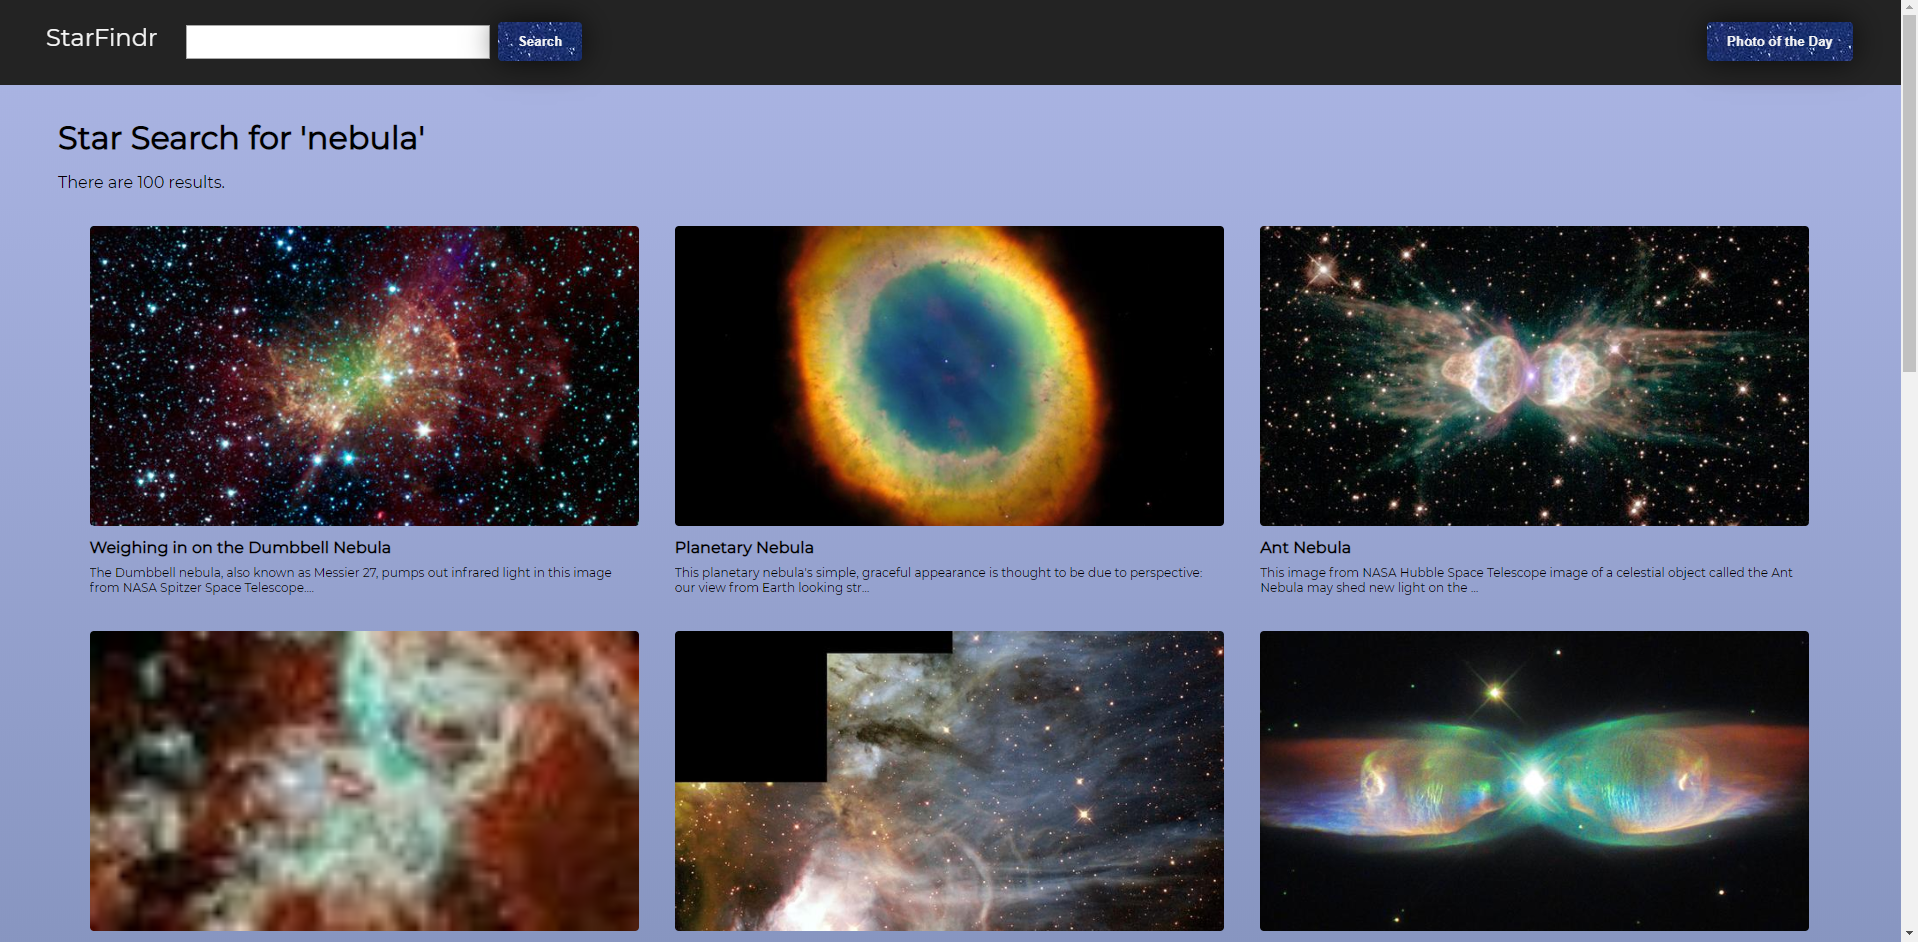 StarFindr
Search
Photo of the Day
Star Search for 'nebula'
There are 100 results.
Weighing in on the Dumbbell Nebula
The Dumbbell nebula, also known as Messier 27, pumps out infrared light in this image
from NASA Spitzer Space Telescope....
Planetary Nebula
This planetary nebula's simple, graceful appearance is thought to be due to perspective:
our view from Earth looking str...
Ant Nebula
This image from NASA Hubble Space Telescope image of a celestial object called the Ant
Nebula may shed new light on the ...